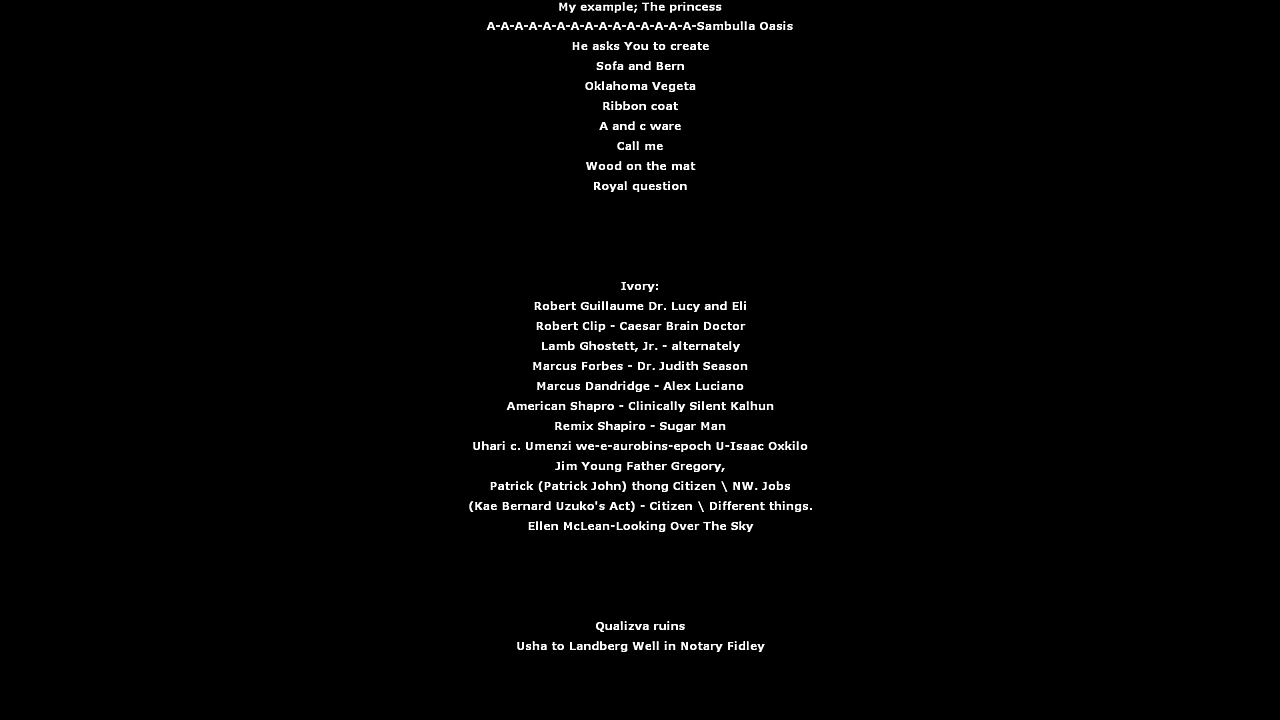 My example; The princess
A-A-A-A-A-A-A-A-A-A-A-A-A-A-A-Sambulla Oasis
He asks You to create
Sofa and Bern
Oklahoma Vegeta
Ribbon coat
A and c ware
Call me
Wood on the mat
Royal question
Ivory:
Robert Guillaume Dr. Lucy and Eli
Robert Clip - Caesar Brain Doctor
Lamb Ghostett, Jr. - alternately
Marcus Forbes - Dr. Judith Season
Marcus Dandridge - Alex Luciano
American Shapro - Clinically Silent Kalhun
Remix Shapiro - Sugar Man
Uhari c. Umenzi we-e-aurobins-epoch U-Isaac Oxkilo
Jim Young Father Gregory,
Patrick (Patrick John) thong Citizen \ NW. Jobs
(Kae Bernard Uzuko's Act) - Citizen \ Different things.
Ellen McLean-Looking Over The Sky
Qualizva ruins
Usha to Landberg Well in Notary Fidley